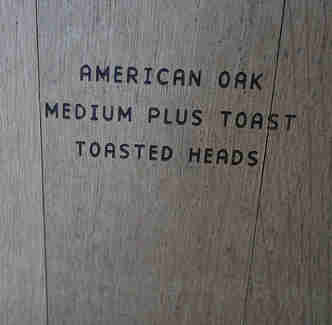 AMERICAN OAK
MEDIUM PLUS TOAST
TOASTED HEADS